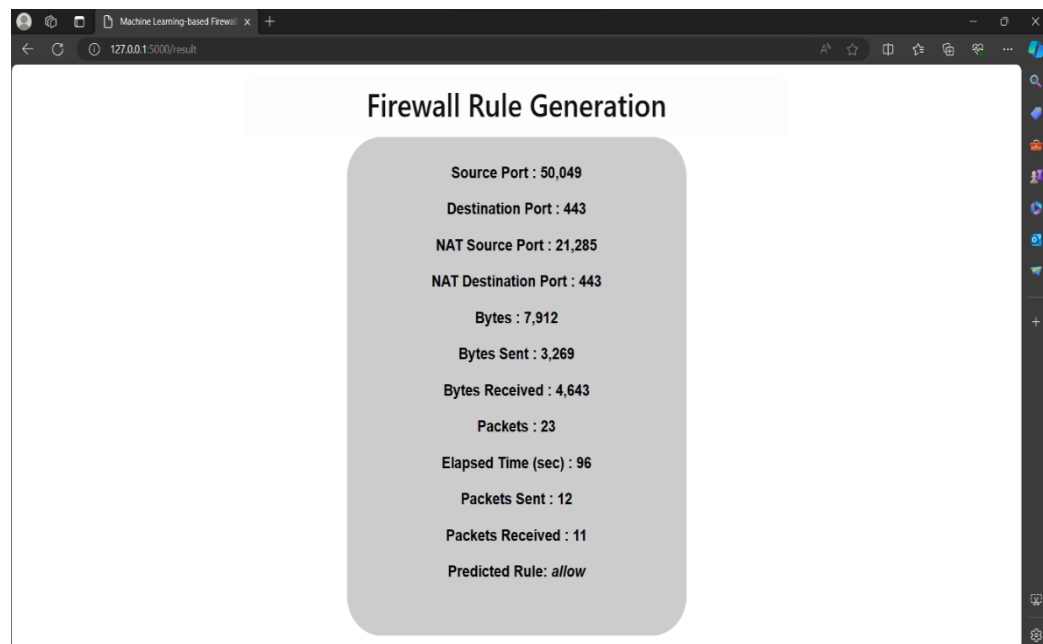 Machine Learning-based Firewal
127.0.0.1:5000/result
Firewall Rule Generation
Source Port : 50,049
Destination Port : 443
NAT Source Port : 21,285
NAT Destination Port : 443
Bytes : 7,912
Bytes Sent : 3,269
Bytes Received : 4,643
Packets : 23
Elapsed Time (sec) : 96
Packets Sent : 12
Packets Received : 11
Predicted Rule: allow